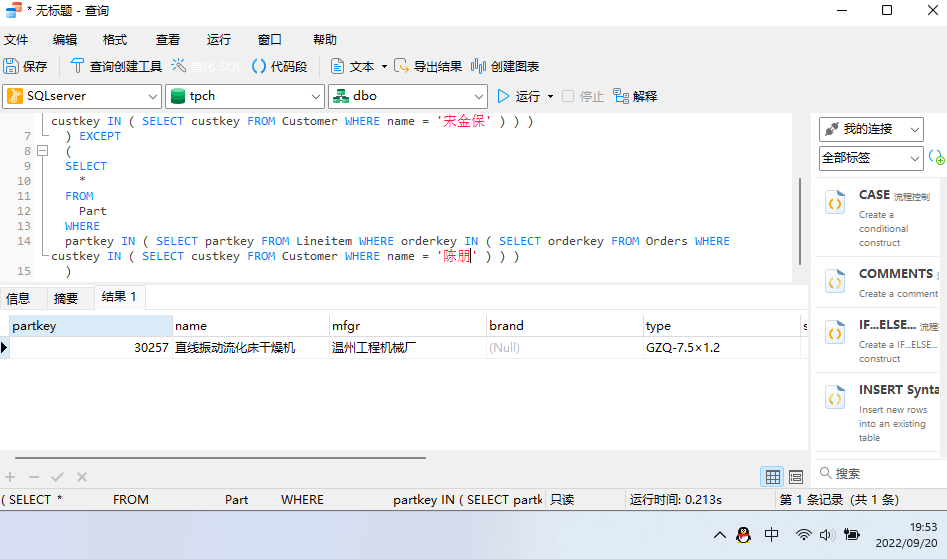 * 无标题 - 查询
文件 编辑 格式 查看 运行 窗口 帮助
保存 查询创建工具 美化 SQL 代码段 文本 导出结果 创建图表
SQLserver tpch dbo 运行 停止 解释
custkey IN ( SELECT custkey FROM Customer WHERE name = '宋金保' ) ) )
7 ) EXCEPT
8 (
9 SELECT
10 *
11 FROM
12 Part
13 WHERE
14 partkey IN ( SELECT partkey FROM Lineitem WHERE orderkey IN ( SELECT orderkey FROM Orders WHERE
custkey IN ( SELECT custkey FROM Customer WHERE name = '陈朋' ) ) )
15 )
我的连接
全部标签
CASE 流程控制
Create a
conditional
construct
COMMENTS
Create a comment
IF...ELSE... 流程
Create a IF...ELSE...
construct
INSERT Synta
Insert new rows
into an existing
table
搜索
信息 摘要 结果 1
partkey name mfgr brand type s
30257 直线振动流化床干燥机 温州工程机械厂 (Null) GZQ-7.5×1.2
( SELECT * FROM Part WHERE partkey IN ( SELECT partk 只读 运行时间: 0.213s 第 1 条记录 (共 1 条)
中 19:53
2022/09/20